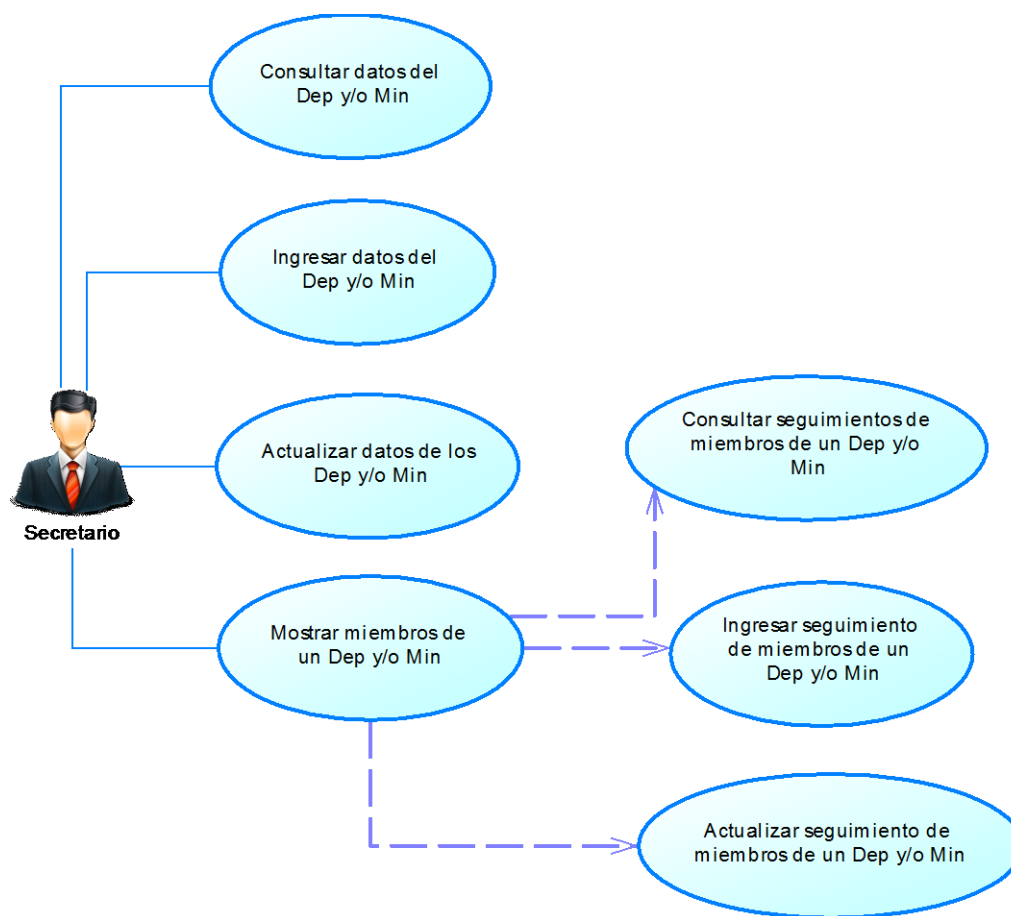 Consultar datos del
Dep y/o Min
Ingresar datos del
Dep y/o Min
Actualizar datos de los
Dep y/o Min
Secretario
Mostrar miembros de
un Dep y/o Min
Consultar seguimientos de
miembros de un Dep y/o
Min
Ingresar seguimiento
de miembros de un
Dep y/o Min
Actualizar seguimiento de
miembros de un Dep y/o Min